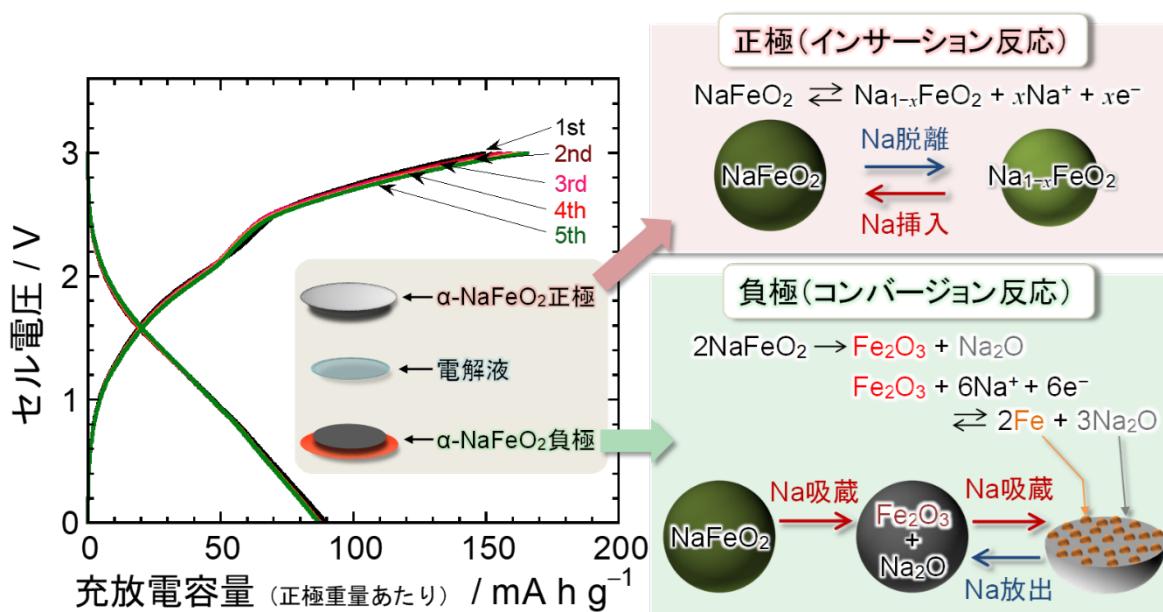 3
2
1
0
セル電圧 / V
0
50
100
150
200
充放電容量 (正極重量あたり) / mA h g⁻¹
1st
2nd
3rd
4th
5th
α-NaFeO₂正極
電解液
α-NaFeO₂負極
正極(インサーション反応)
NaFeO₂ ⇌ Na₁₋ₓFeO₂ + xNa⁺ + xe⁻
NaFeO₂
Na脱離
Na挿入
Na₁₋ₓFeO₂
負極(コンバージョン反応)
2NaFeO₂ → Fe₂O₃ + Na₂O
Fe₂O₃ + 6Na⁺ + 6e⁻
⇌ 2Fe + 3Na₂O
NaFeO₂
Na吸蔵
Fe₂O₃
+
Na₂O
Na吸蔵
Na放出